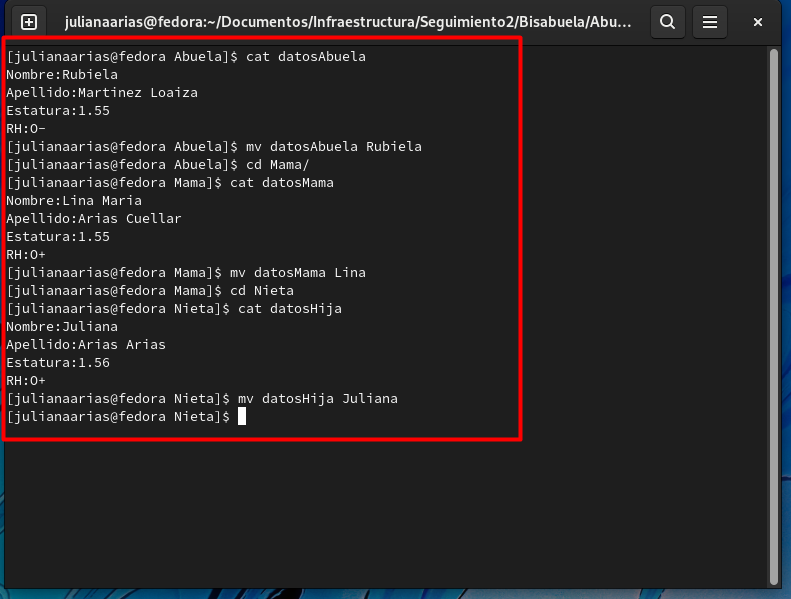 julianaarias@fedora:~/Documentos/Infraestructura/Seguimiento2/Bisabuela/Abu...
[julianaarias@fedora Abuela]$ cat datosAbuela
Nombre:Rubiela
Apellido:Martinez Loaiza
Estatura:1.55
RH:O-
[julianaarias@fedora Abuela]$ mv datosAbuela Rubiela
[julianaarias@fedora Abuela]$ cd Mama/
[julianaarias@fedora Mama]$ cat datosMama
Nombre:Lina Maria
Apellido:Arias Cuellar
Estatura:1.55
RH:O+
[julianaarias@fedora Mama]$ mv datosMama Lina
[julianaarias@fedora Mama]$ cd Nieta
[julianaarias@fedora Nieta]$ cat datosHija
Nombre:Juliana
Apellido:Arias Arias
Estatura:1.56
RH:O+
[julianaarias@fedora Nieta]$ mv datosHija Juliana
[julianaarias@fedora Nieta]$